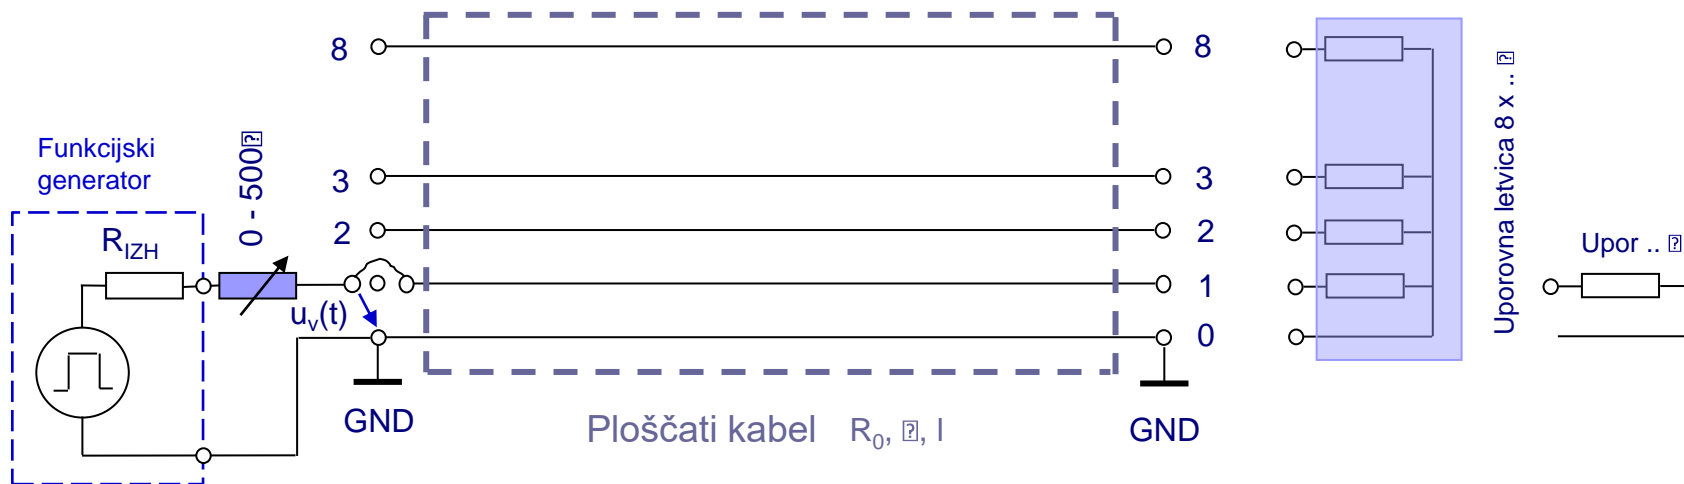 8
8
3
3
2
2
1
0
Funkcijski
generator
R_IZH
0 - 500
u_v(t)
GND
GND
Ploščati kabel R_0, , l
Uporovna letvica 8 x ..
Upor ..